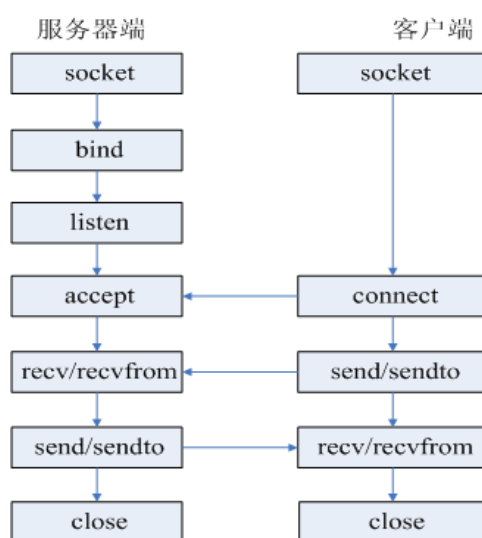 服务器端 客户端
socket socket
bind
listen
accept connect
recv/recvfrom send/sendto
send/sendto recv/recvfrom
close close